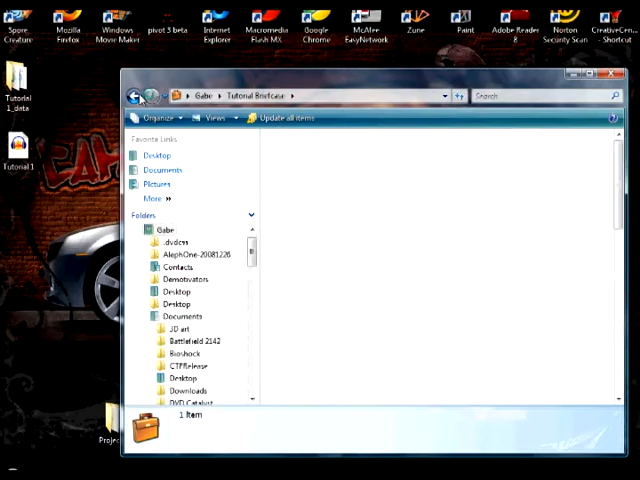 Spore Creature
Mozilla Firefox
Windows Movie Maker
pivot 3 beta
Internet Explorer
Macromedia Flash MX
Google Chrome
McAfee EasyNetwork
Zune
Paint
Adobe Reader 8
Norton Security Scan
CreativeCen... - Shortcut
Tutorial 1_data
Tutorial 1
Gabe
Tutorial Briefcase
Search
Organize
Views
Update all items
Favorite Links
Desktop
Documents
Pictures
More »
Folders
Gabe
.dvdcss
AlephOne-20081226
Contacts
Demotivators
Desktop
Desktop
Documents
3D art
Battlefield 2142
Bioshock
CTFRelease
Desktop
Downloads
DVD Catalyst
Projec
1 item